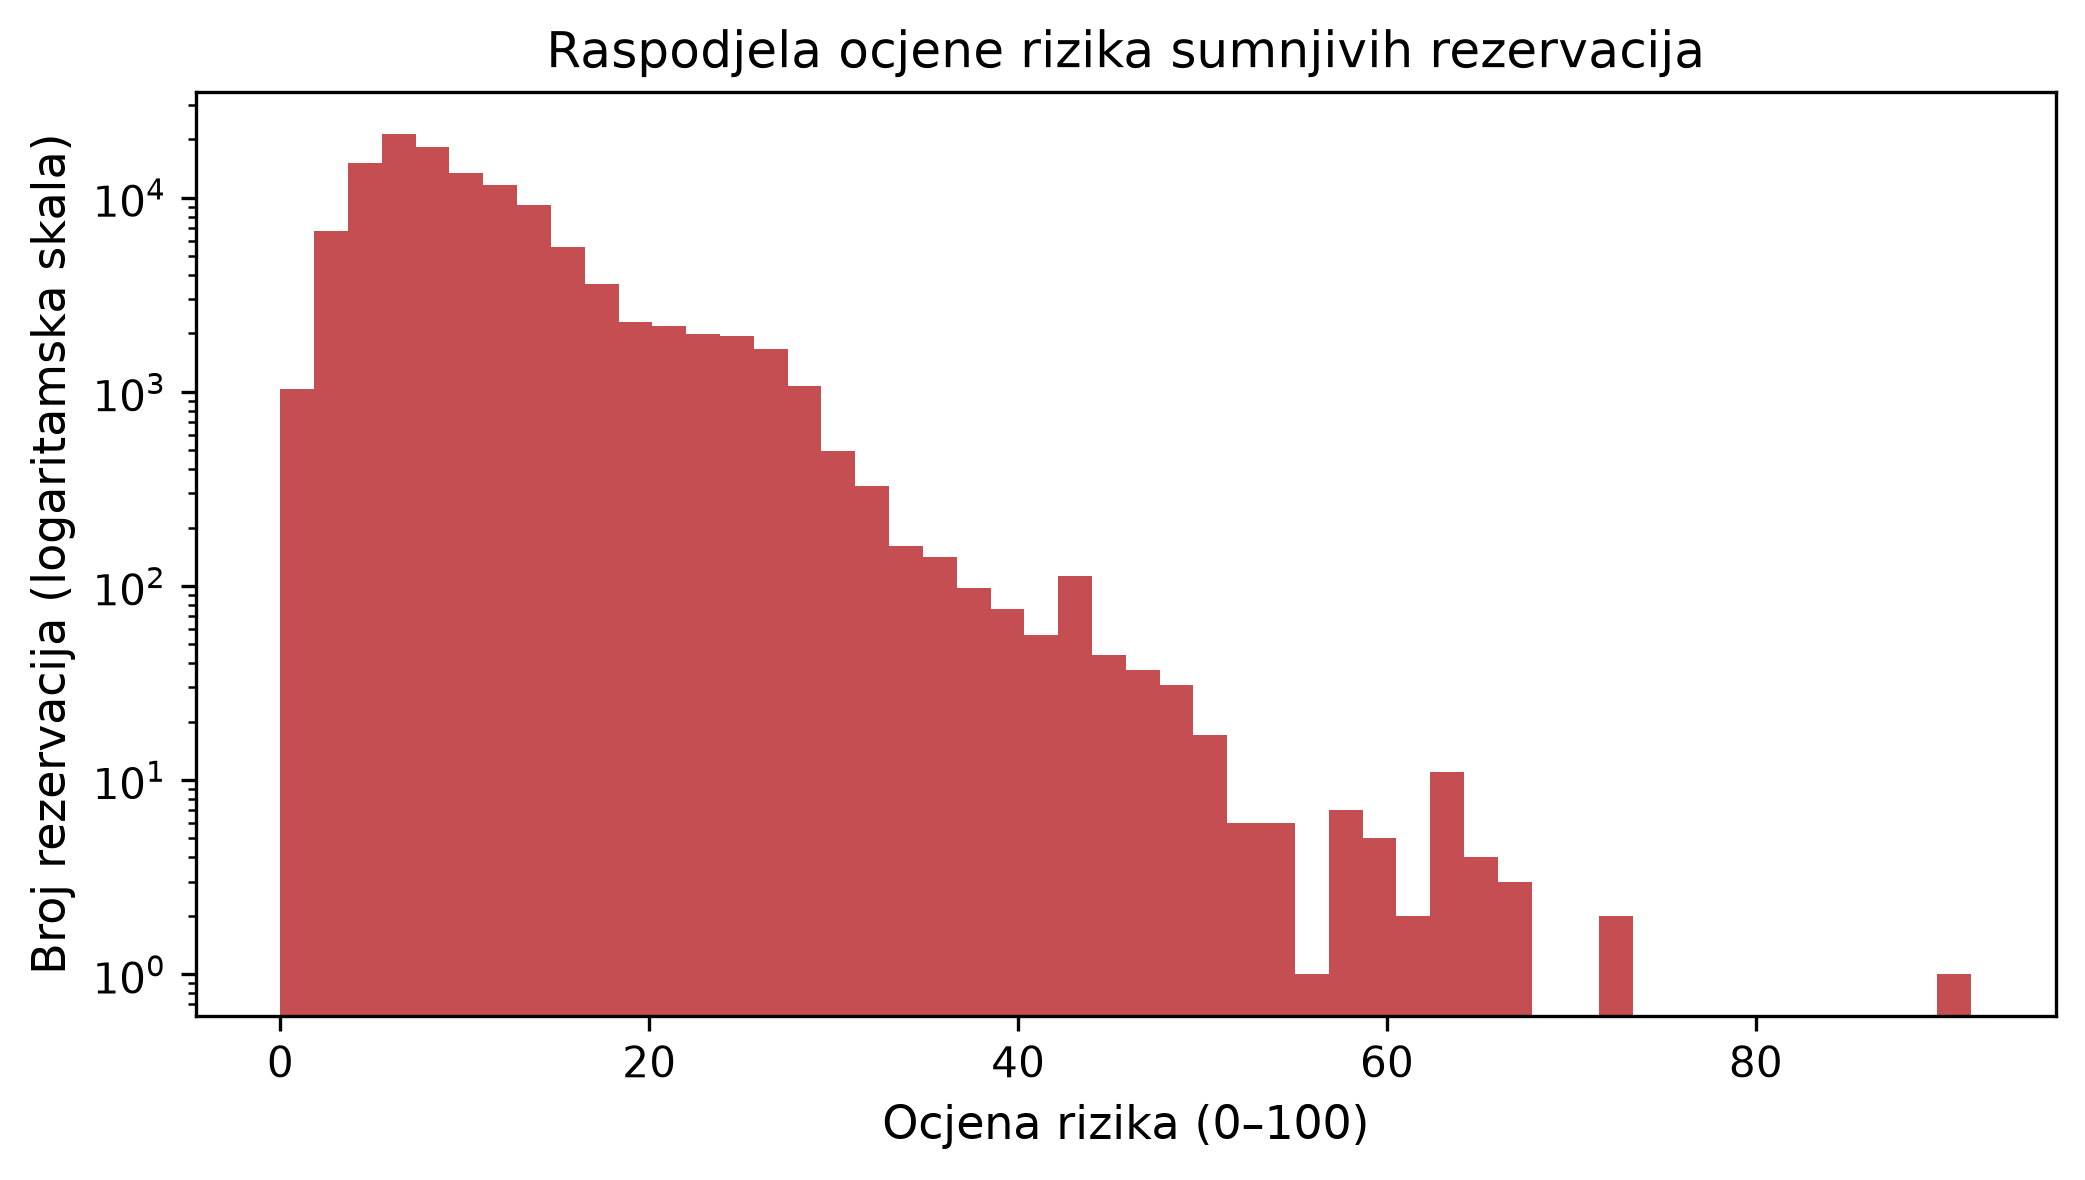 Raspodjela ocjene rizika sumnjivih rezervacija
Broj rezervacija (logaritamska skala)
10⁴
10³
10²
10¹
10⁰
0 20 40 60 80
Ocjena rizika (0–100)